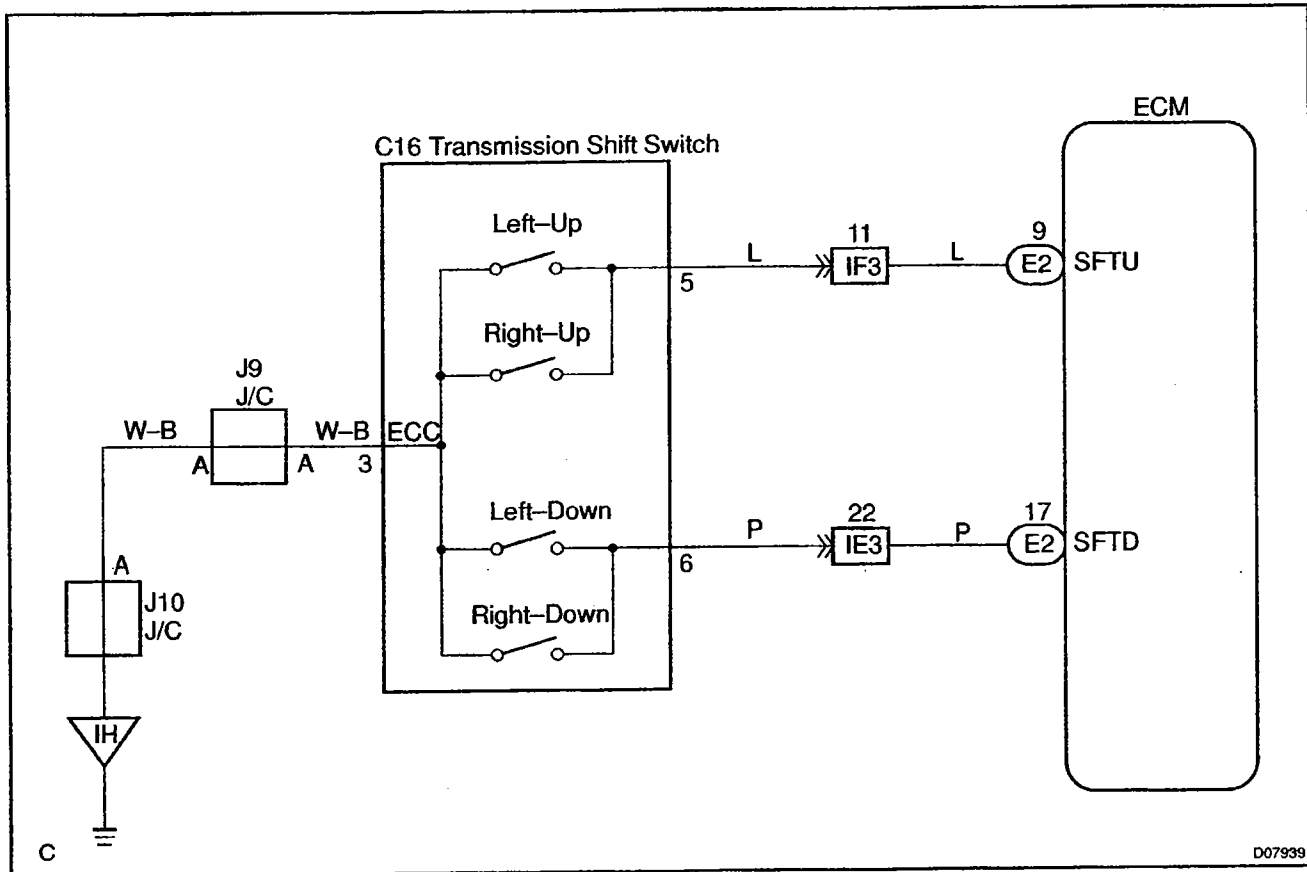 ECM
C16 Transmission Shift Switch
Left–Up
L
11
IF3
L
9
E2
SFTU
5
Right–Up
J9
J/C
W–B
A
A
W–B
3
ECC
Left–Down
P
22
IE3
P
17
E2
SFTD
6
A
J10
J/C
Right–Down
IH
C
D07939